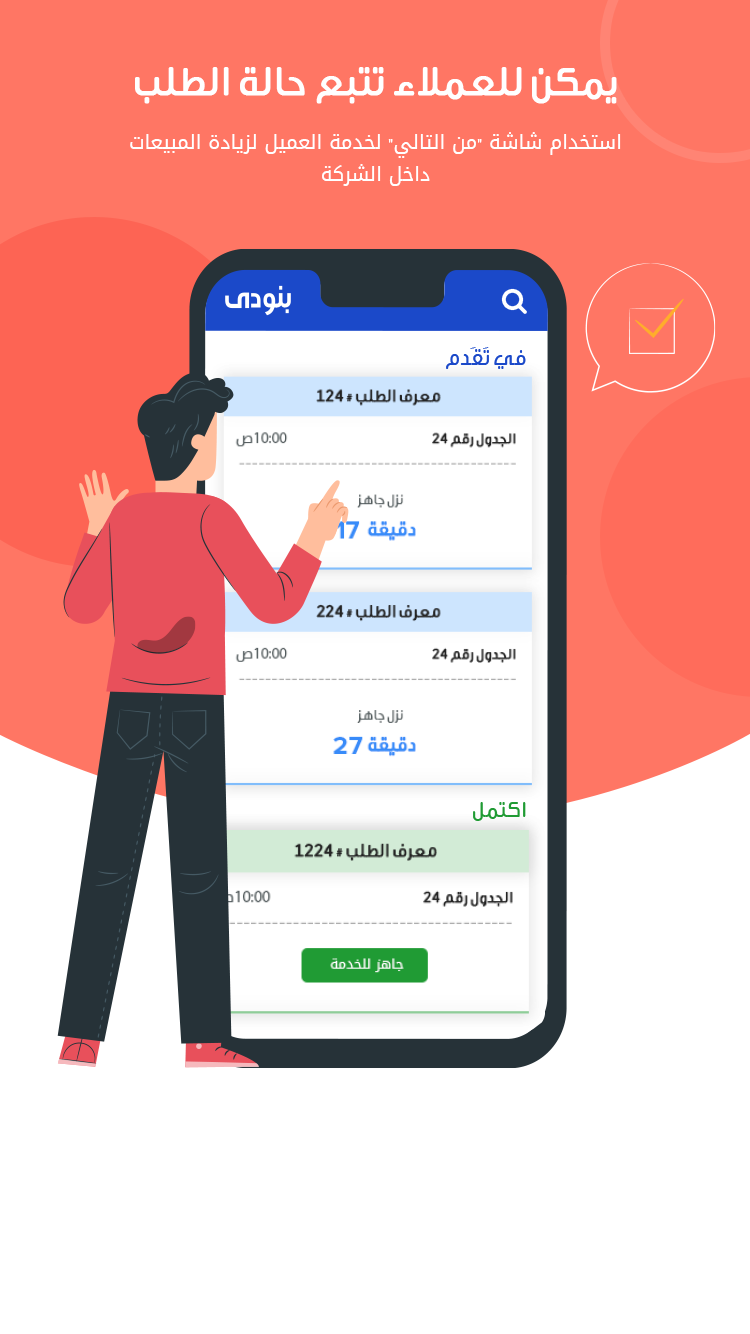 يمكن للعملاء تتبع حالة الطلب
استخدام شاشة "من التالي" لخدمة العميل لزيادة المبيعات
داخل الشركة
بنودى
في تَقَدم
معرف الطلب # 124
الجدول رقم 24 10:00ص
نزل جاهز
17 دقيقة
معرف الطلب # 224
الجدول رقم 24 10:00ص
نزل جاهز
27 دقيقة
اكتمل
معرف الطلب # 1224
الجدول رقم 24 10:00ص
جاهز للخدمة